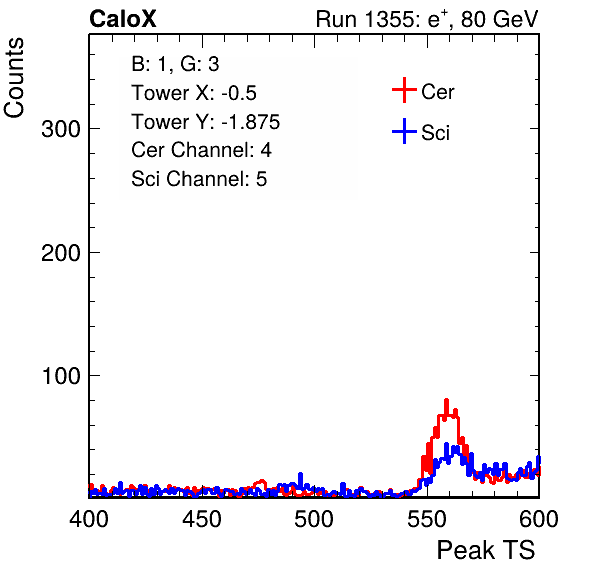 CaloX
Run 1355: e+, 80 GeV
Counts
B: 1, G: 3
Tower X: -0.5
Tower Y: -1.875
Cer Channel: 4
Sci Channel: 5
Cer
Sci
300
200
100
400 450 500 550 600
Peak TS